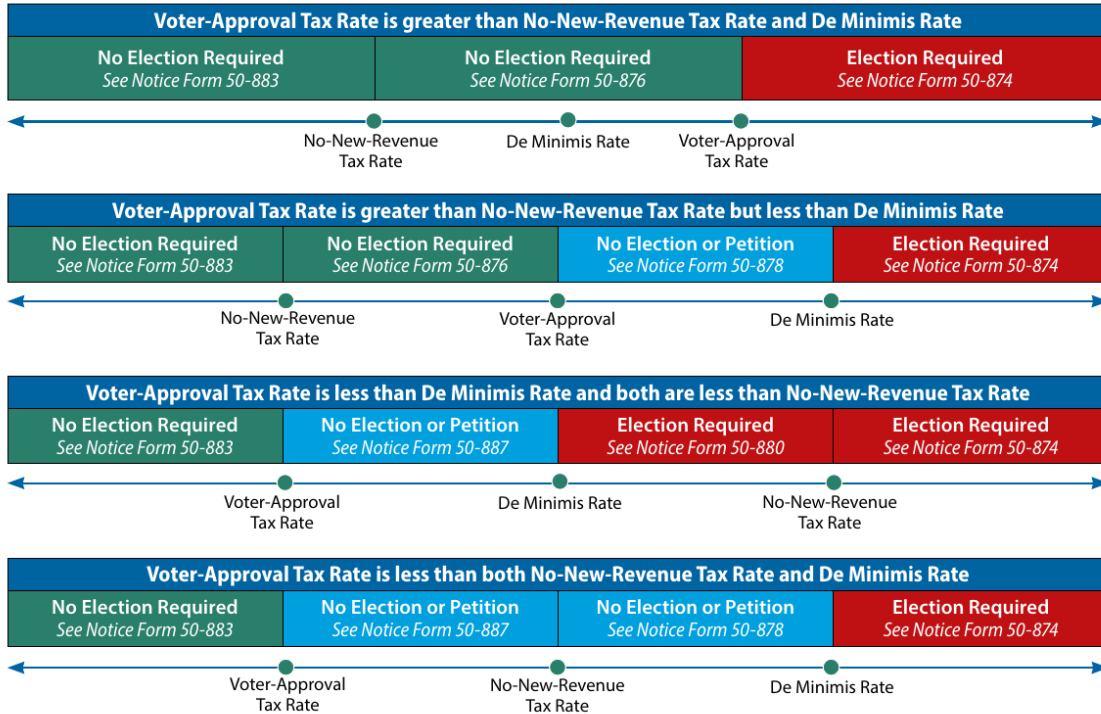 Voter-Approval Tax Rate is greater than No-New-Revenue Tax Rate and De Minimis Rate
No Election Required
See Notice Form 50-883
No Election Required
See Notice Form 50-876
Election Required
See Notice Form 50-874
No-New-Revenue
Tax Rate
De Minimis Rate
Voter-Approval
Tax Rate
Voter-Approval Tax Rate is greater than No-New-Revenue Tax Rate but less than De Minimis Rate
No Election Required
See Notice Form 50-883
No Election Required
See Notice Form 50-876
No Election or Petition
See Notice Form 50-878
Election Required
See Notice Form 50-874
No-New-Revenue
Tax Rate
Voter-Approval
Tax Rate
De Minimis Rate
Voter-Approval Tax Rate is less than De Minimis Rate and both are less than No-New-Revenue Tax Rate
No Election Required
See Notice Form 50-883
No Election or Petition
See Notice Form 50-887
Election Required
See Notice Form 50-880
Election Required
See Notice Form 50-874
Voter-Approval
Tax Rate
De Minimis Rate
No-New-Revenue
Tax Rate
Voter-Approval Tax Rate is less than both No-New-Revenue Tax Rate and De Minimis Rate
No Election Required
See Notice Form 50-883
No Election or Petition
See Notice Form 50-887
No Election or Petition
See Notice Form 50-878
Election Required
See Notice Form 50-874
Voter-Approval
Tax Rate
No-New-Revenue
Tax Rate
De Minimis Rate